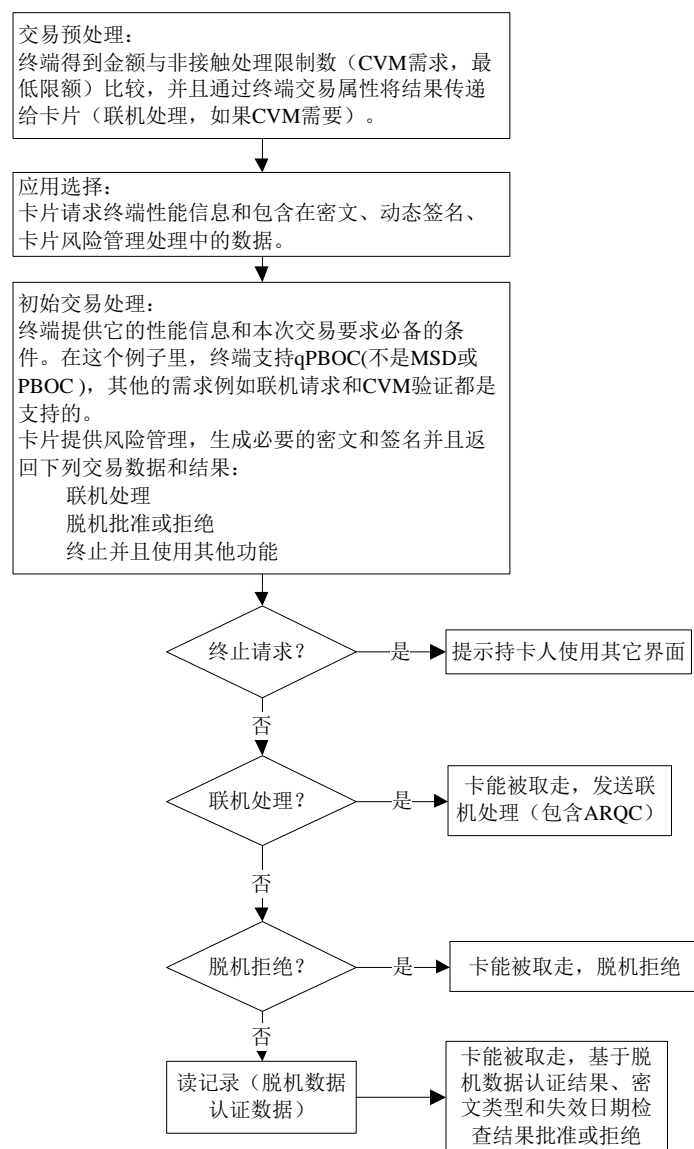 交易预处理：
终端得到金额与非接触处理限制数（CVM需求，最
低限额）比较，并且通过终端交易属性将结果传递
给卡片（联机处理，如果CVM需要）。
应用选择：
卡片请求终端性能信息和包含在密文、动态签名、
卡片风险管理处理中的数据。
初始交易处理：
终端提供它的性能信息和本次交易要求必备的条
件。在这个例子里，终端支持qPBOC(不是MSD或
PBOC )，其他的需求例如联机请求和CVM验证都是
支持的。
卡片提供风险管理，生成必要的密文和签名并且返
回下列交易数据和结果：
联机处理
脱机批准或拒绝
终止并且使用其他功能
终止请求？
是
提示持卡人使用其它界面
否
联机处理？
是
卡能被取走，发送联
机处理（包含ARQC）
否
脱机拒绝？
是
卡能被取走，脱机拒绝
否
读记录（脱机数据
认证数据）
卡能被取走，基于脱
机数据认证结果、密
文类型和失效日期检
查结果批准或拒绝